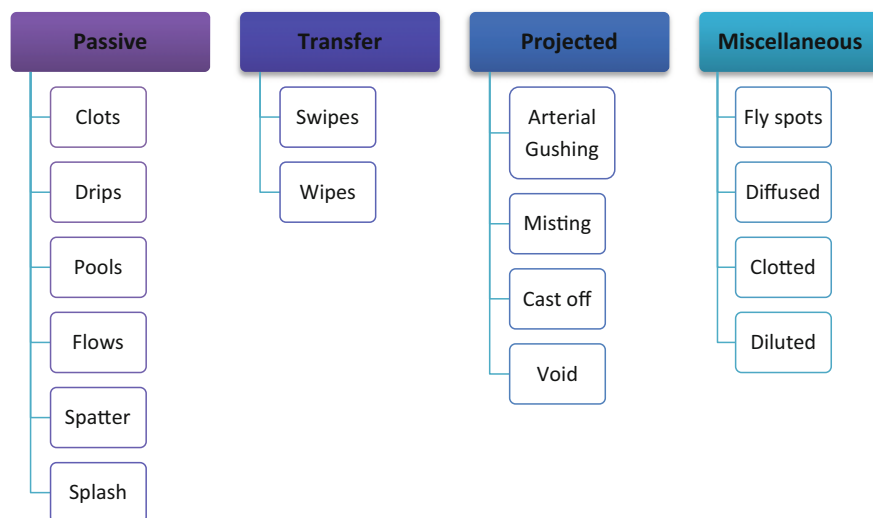 Passive
Clots
Drips
Pools
Flows
Spatter
Splash
Transfer
Swipes
Wipes
Projected
Arterial
Gushing
Misting
Cast off
Void
Miscellaneous
Fly spots
Diffused
Clotted
Diluted